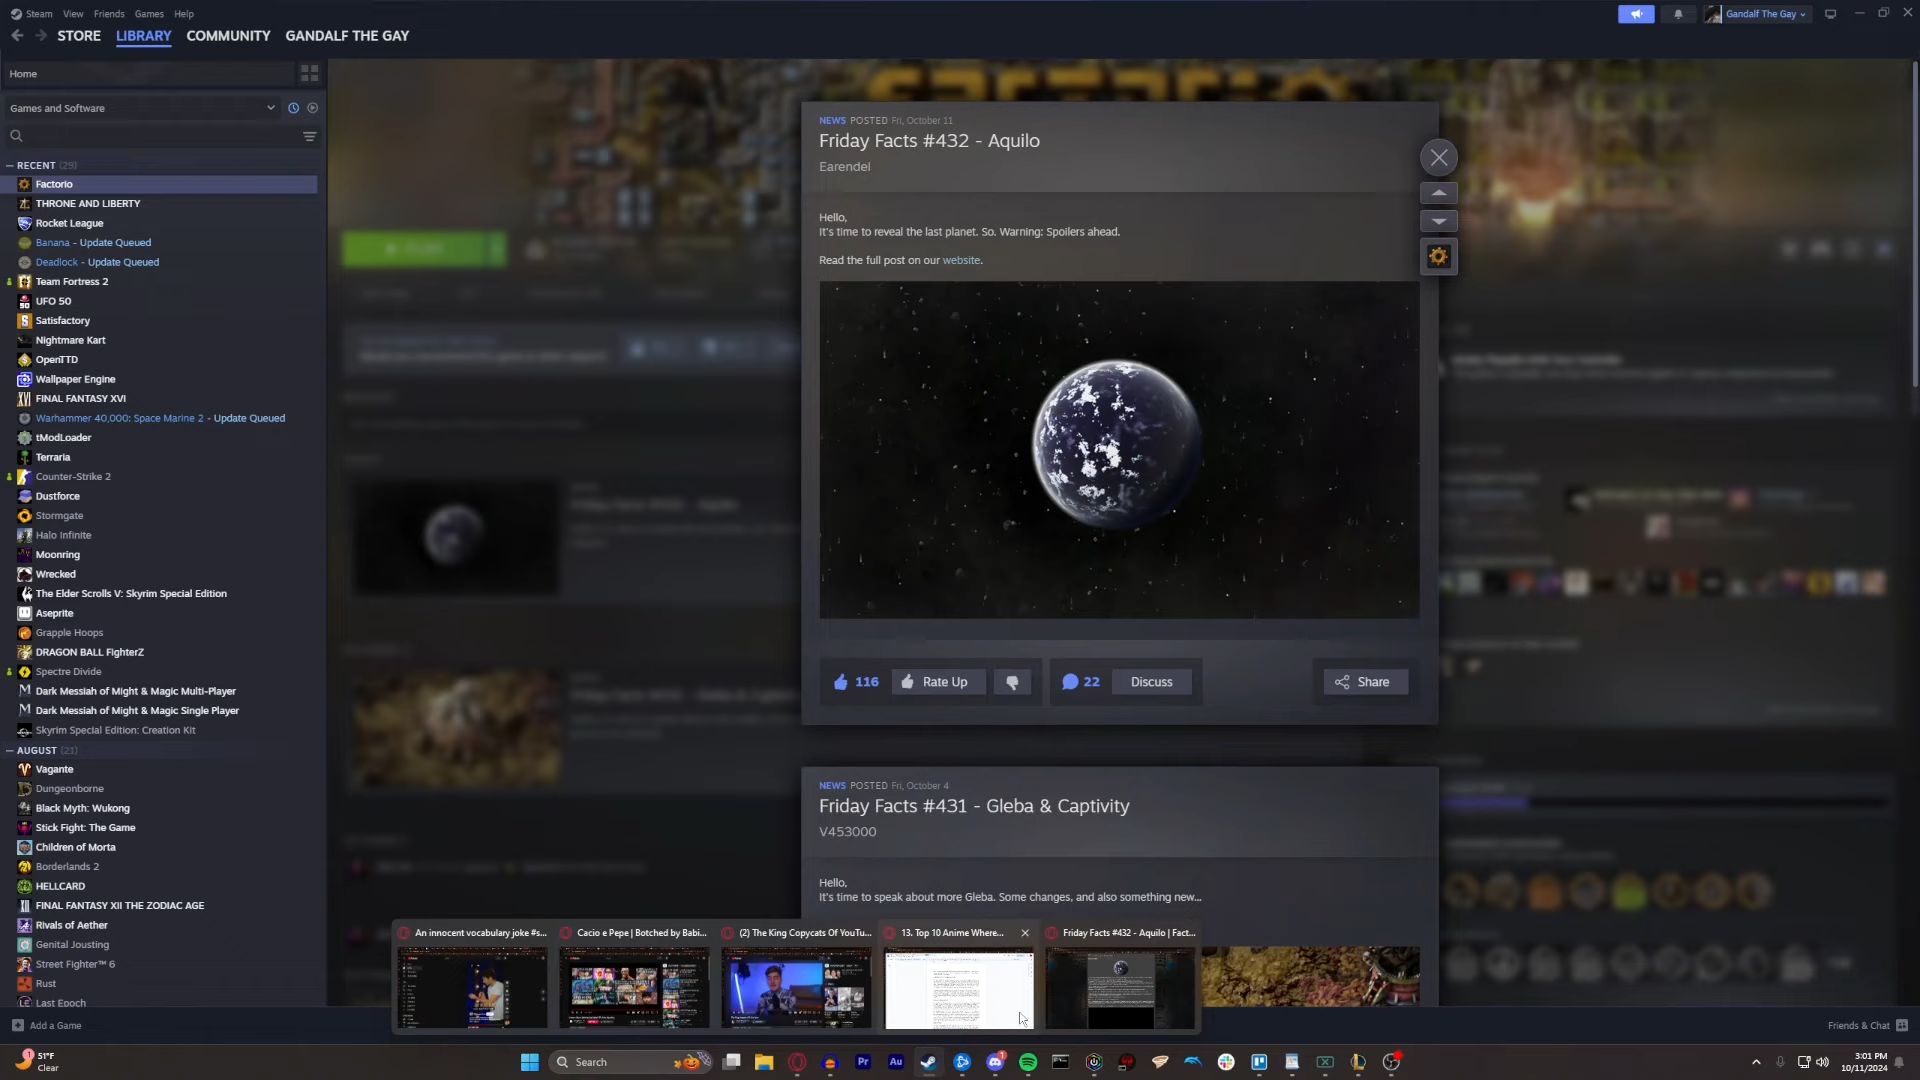 Steam View Friends Games Help
Gandalf The Gay
STORE LIBRARY COMMUNITY GANDALF THE GAY
Home
Games and Software
RECENT (29)
Factorio
THRONE AND LIBERTY
Rocket League
Banana - Update Queued
Deadlock - Update Queued
Team Fortress 2
UFO 50
Satisfactory
Nightmare Kart
OpenTTD
Wallpaper Engine
FINAL FANTASY XVI
Warhammer 40,000: Space Marine 2 - Update Queued
tModLoader
Terraria
Counter-Strike 2
Dustforce
Stormgate
Halo Infinite
Moonring
Wrecked
The Elder Scrolls V: Skyrim Special Edition
Aseprite
Grapple Hoops
DRAGON BALL FighterZ
Spectre Divide
Dark Messiah of Might & Magic Multi-Player
Dark Messiah of Might & Magic Single Player
Skyrim Special Edition: Creation Kit
AUGUST (21)
Vagante
Dungeonborne
Black Myth: Wukong
Stick Fight: The Game
Children of Morta
Borderlands 2
HELLCARD
FINAL FANTASY XII THE ZODIAC AGE
Rivals of Aether
Genital Jousting
Street Fighter™ 6
Rust
Last Epoch
Add a Game
NEWS POSTED Fri, October 11
Friday Facts #432 - Aquilo
Earendel
Hello,
It's time to reveal the last planet. So. Warning: Spoilers ahead.
Read the full post on our website.
116 Rate Up 22 Discuss Share
NEWS POSTED Fri, October 4
Friday Facts #431 - Gleba & Captivity
V453000
Hello,
It's time to speak about more Gleba. Some changes, and also something new...
An innocent vocabulary joke #s...
Cacio e Pepe | Botched by Babi...
(2) The King Copycats Of YouTu...
13. Top 10 Anime Where...
Friday Facts #432 - Aquilo | Fact...
Friends & Chat
1
51°F
Clear
Search
Pr
Au
1
3:01 PM
10/11/2024